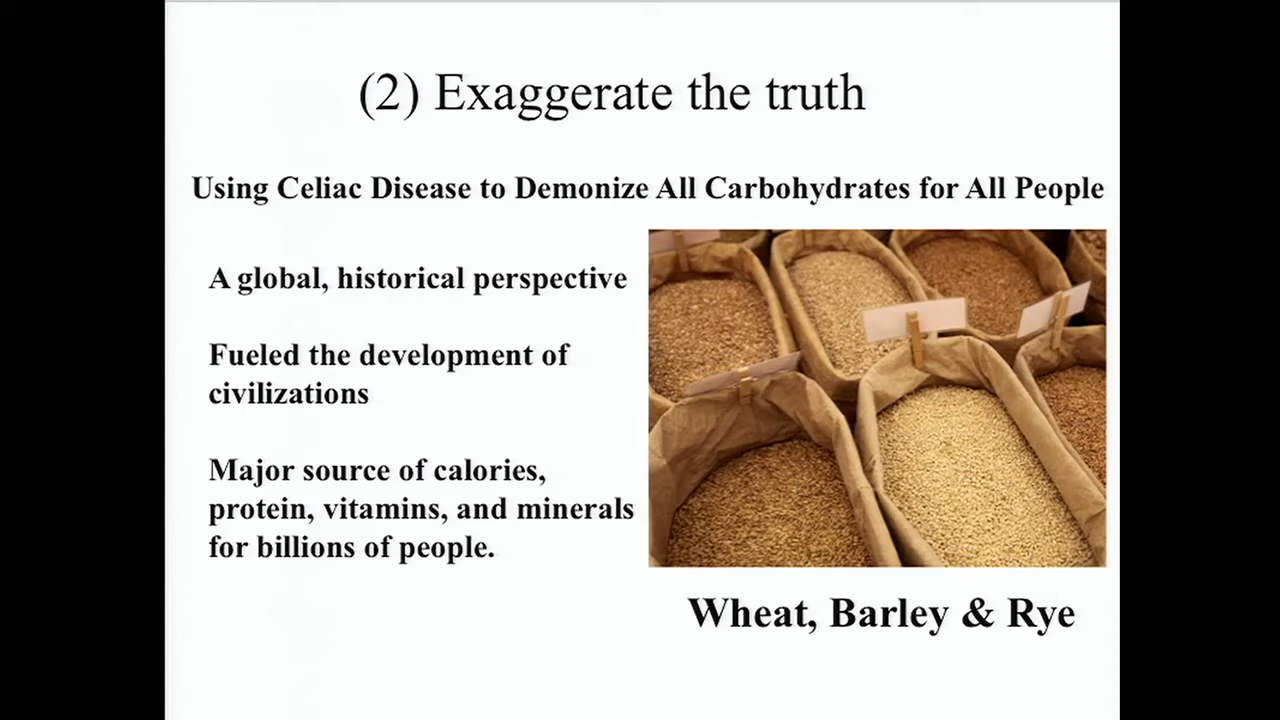 (2) Exaggerate the truth
Using Celiac Disease to Demonize All Carbohydrates for All People
A global, historical perspective
Fueled the development of
civilizations
Major source of calories,
protein, vitamins, and minerals
for billions of people.
Wheat, Barley & Rye